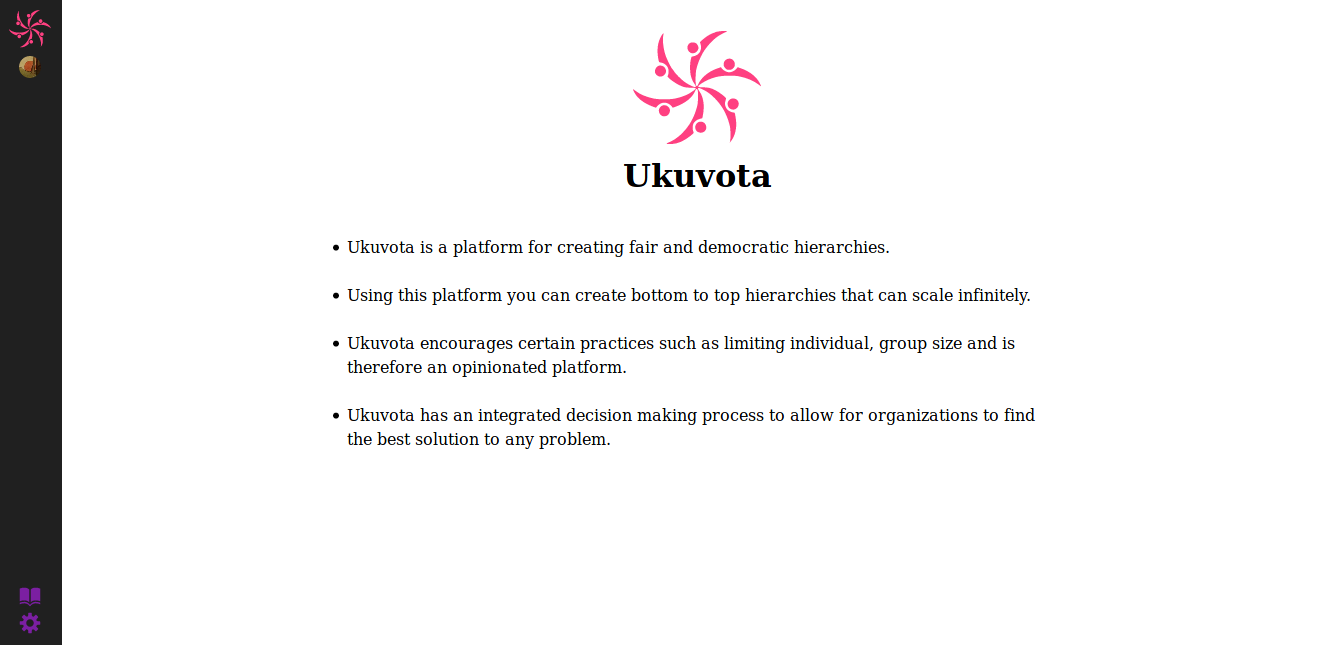 Ukuvota
Ukuvota is a platform for creating fair and democratic hierarchies.
Using this platform you can create bottom to top hierarchies that can scale infinitely.
Ukuvota encourages certain practices such as limiting individual, group size and is
therefore an opinionated platform.
Ukuvota has an integrated decision making process to allow for organizations to find
the best solution to any problem.